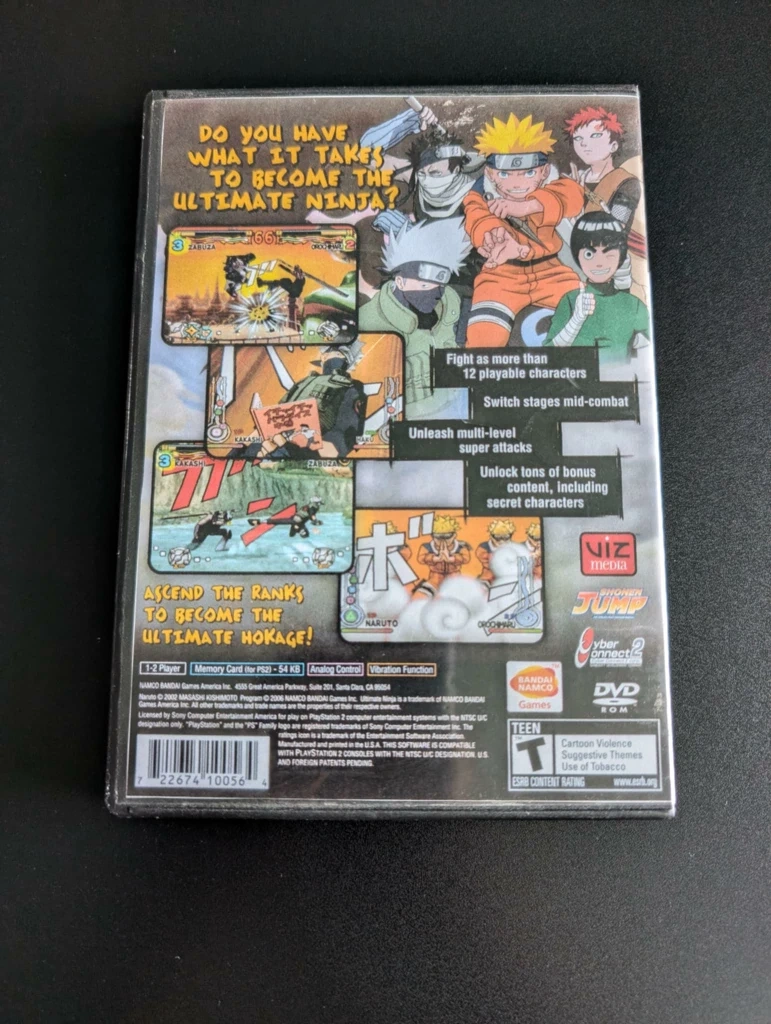 DO YOU HAVE
WHAT IT TAKES
TO BECOME THE
ULTIMATE NINJA?
3 ZABUZA
66
OROCHIMARU 2
Fight as more than
12 playable characters
Switch stages mid-combat
Unleash multi-level
super attacks
Unlock tons of bonus
content, including
secret characters
KAKASHI
HAKU
3 KAKASHI
ZABUZA
ボ
NARUTO
OROCHIMARU
VIZ
MEDIA
SHONEN
JUMP
CyberConnect2
ASCEND THE RANKS
TO BECOME THE
ULTIMATE HOKAGE!
1-2 Player
Memory Card (for PS2) - 54 KB
Analog Control
Vibration Function
BANDAI
NAMCO
Games
DVD
ROM
NAMCO BANDAI Games America Inc. 4555 Great America Parkway, Suite 201, Santa Clara, CA 95054
Naruto © 2002 MASASHI KISHIMOTO Program © 2006 NAMCO BANDAI Games Inc. Ultimate Ninja is a trademark of NAMCO BANDAI
Games America Inc. All other trademarks and trade names are the properties of their respective owners.
Licensed by Sony Computer Entertainment America for play on PlayStation 2 computer entertainment systems with the NTSC U/C
designation only. "PlayStation" and the "PS" Family logo are registered trademarks of Sony Computer Entertainment Inc. The
ratings icon is a trademark of the Entertainment Software Association.
Manufactured and printed in the U.S.A. THIS SOFTWARE IS COMPATIBLE
WITH PLAYSTATION 2 CONSOLES WITH THE NTSC U/C DESIGNATION. U.S.
AND FOREIGN PATENTS PENDING.
7 22674 10056 4
TEEN
T
Cartoon Violence
Suggestive Themes
Use of Tobacco
ESRB CONTENT RATING
www.esrb.org